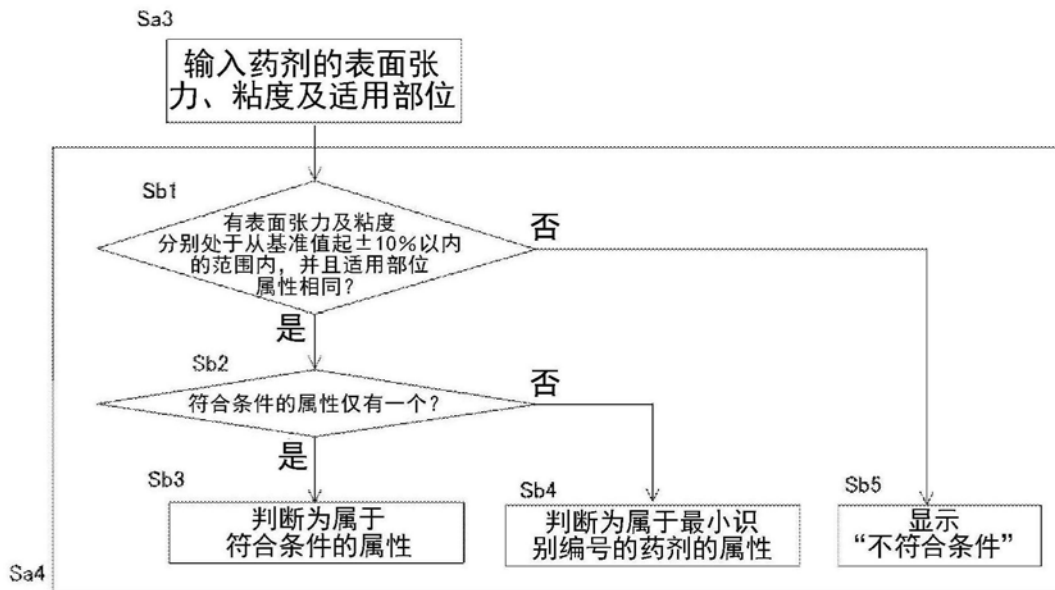 Sa3
输入药剂的表面张
力、粘度及适用部位
Sb1
有表面张力及粘度
分别处于从基准值起±10%以内
的范围内，并且适用部位
属性相同？
否
是
Sb2
符合条件的属性仅有一个？
否
是
Sb3
判断为属于
符合条件的属性
Sb4
判断为属于最小识
别编号的药剂的属性
Sb5
显示
“不符合条件”
Sa4